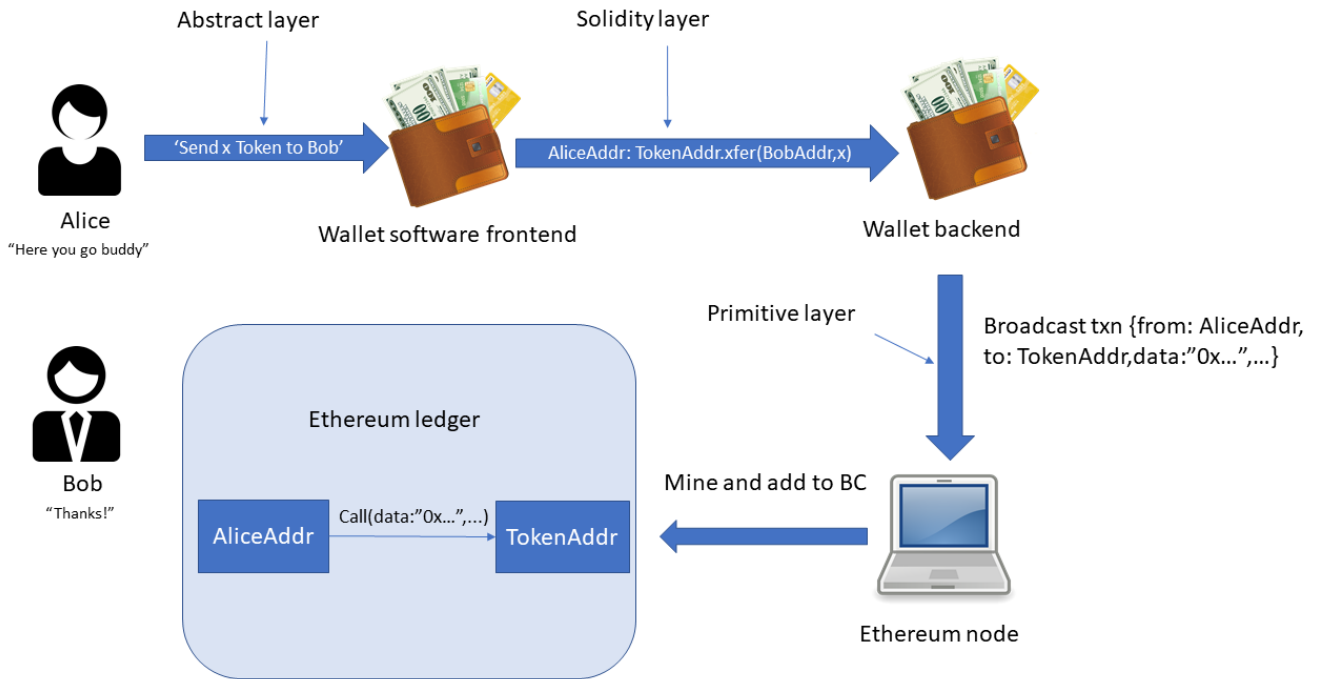 Abstract layer
Solidity layer
'Send x Token to Bob'
AliceAddr: TokenAddr.xfer(BobAddr,x)
Alice
"Here you go buddy"
Wallet software frontend
Wallet backend
Primitive layer
Broadcast txn {from: AliceAddr,
to: TokenAddr,data:"0x...",...}
Ethereum ledger
Bob
"Thanks!"
Mine and add to BC
AliceAddr
Call(data:"0x...",...)
TokenAddr
Ethereum node